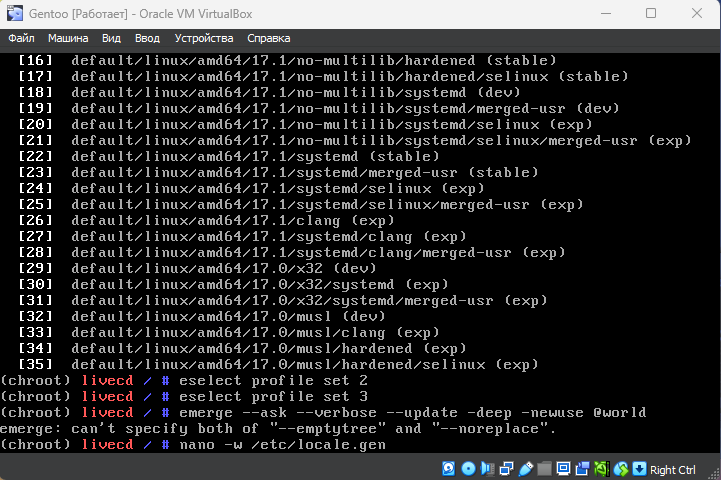 Gentoo [Работает] - Oracle VM VirtualBox
Файл Машина Вид Ввод Устройства Справка
[16] default/linux/amd64/17.1/no-multilib/hardened (stable)
[17] default/linux/amd64/17.1/no-multilib/hardened/selinux (stable)
[18] default/linux/amd64/17.1/no-multilib/systemd (dev)
[19] default/linux/amd64/17.1/no-multilib/systemd/merged-usr (dev)
[20] default/linux/amd64/17.1/no-multilib/systemd/selinux (exp)
[21] default/linux/amd64/17.1/no-multilib/systemd/selinux/merged-usr (exp)
[22] default/linux/amd64/17.1/systemd (stable)
[23] default/linux/amd64/17.1/systemd/merged-usr (stable)
[24] default/linux/amd64/17.1/systemd/selinux (exp)
[25] default/linux/amd64/17.1/systemd/selinux/merged-usr (exp)
[26] default/linux/amd64/17.1/clang (exp)
[27] default/linux/amd64/17.1/systemd/clang (exp)
[28] default/linux/amd64/17.1/systemd/clang/merged-usr (exp)
[29] default/linux/amd64/17.0/x32 (dev)
[30] default/linux/amd64/17.0/x32/systemd (exp)
[31] default/linux/amd64/17.0/x32/systemd/merged-usr (exp)
[32] default/linux/amd64/17.0/musl (dev)
[33] default/linux/amd64/17.0/musl/clang (exp)
[34] default/linux/amd64/17.0/musl/hardened (exp)
[35] default/linux/amd64/17.0/musl/hardened/selinux (exp)
(chroot) livecd / # eselect profile set 2
(chroot) livecd / # eselect profile set 3
(chroot) livecd / # emerge --ask --verbose --update -deep -newuse @world
emerge: can't specify both of "--emptytree" and "--noreplace".
(chroot) livecd / # nano -w /etc/locale.gen
Right Ctrl